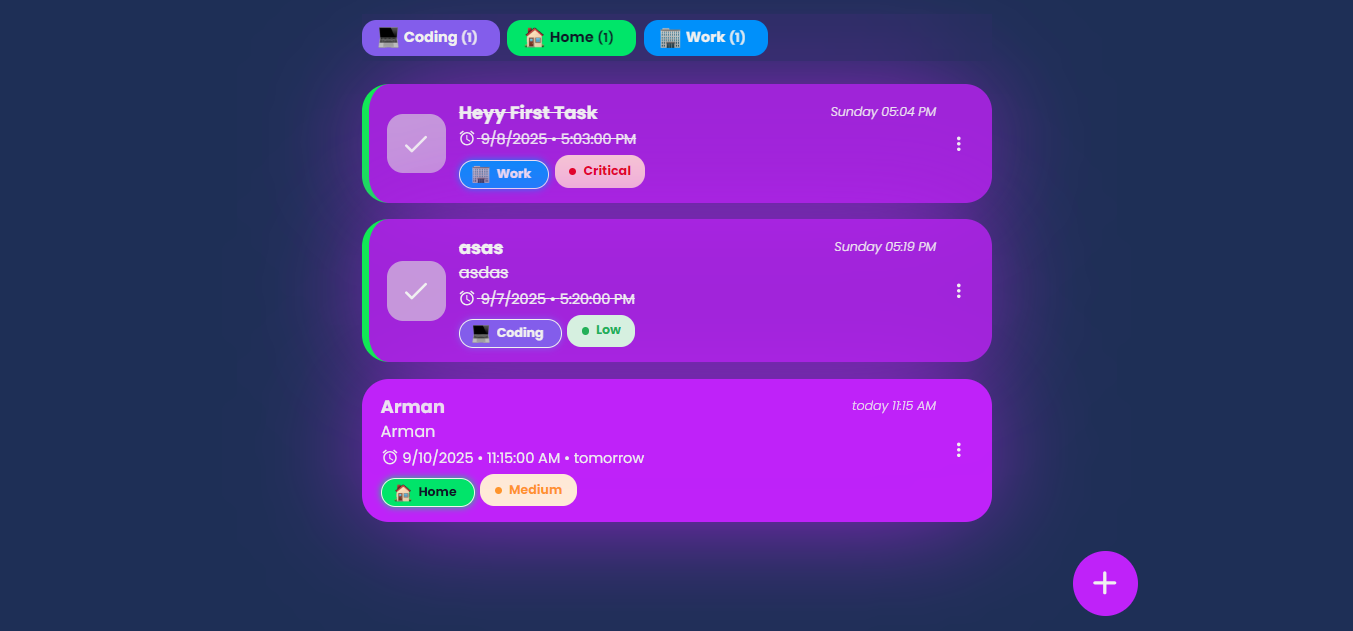 Coding (1) Home (1) Work (1)
Heyy First Task
Sunday 05:04 PM
9/8/2025 • 5:03:00 PM
Work Critical
asas
Sunday 05:19 PM
asdas
9/7/2025 • 5:20:00 PM
Coding Low
Arman
today 11:15 AM
Arman
9/10/2025 • 11:15:00 AM • tomorrow
Home Medium